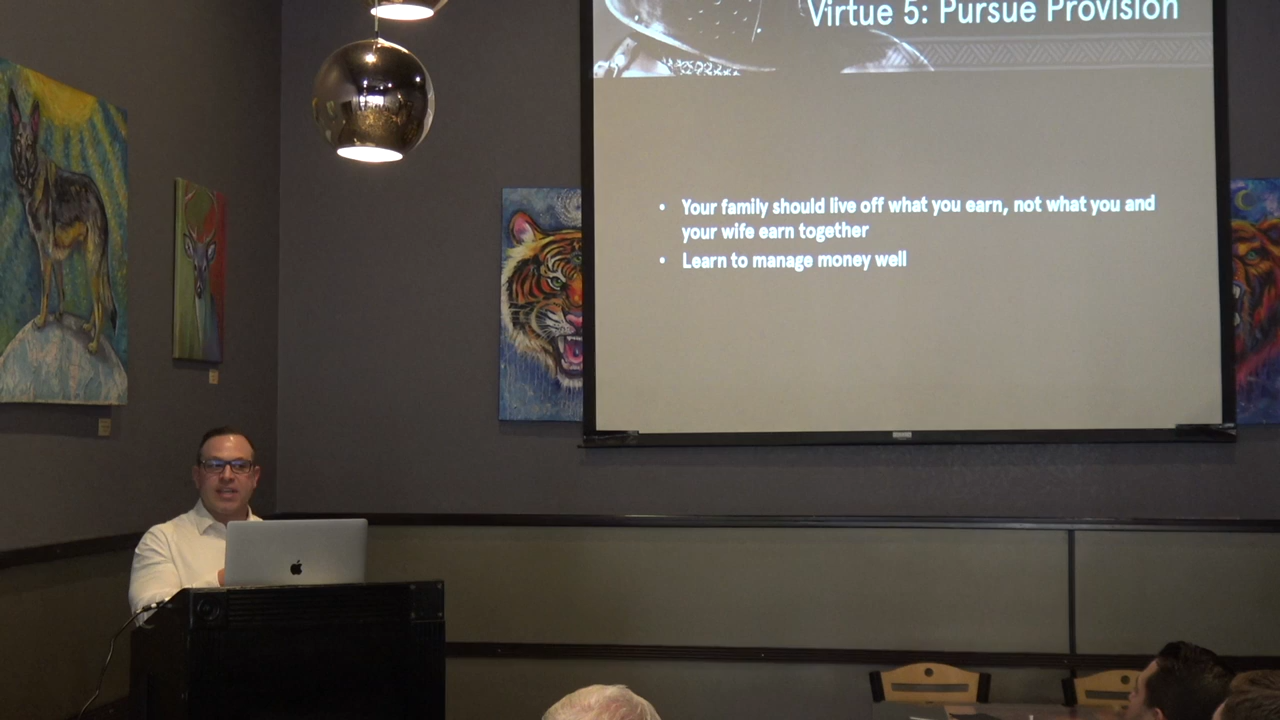 Virtue 5: Pursue Provision
• Your family should live off what you earn, not what you and
your wife earn together
• Learn to manage money well